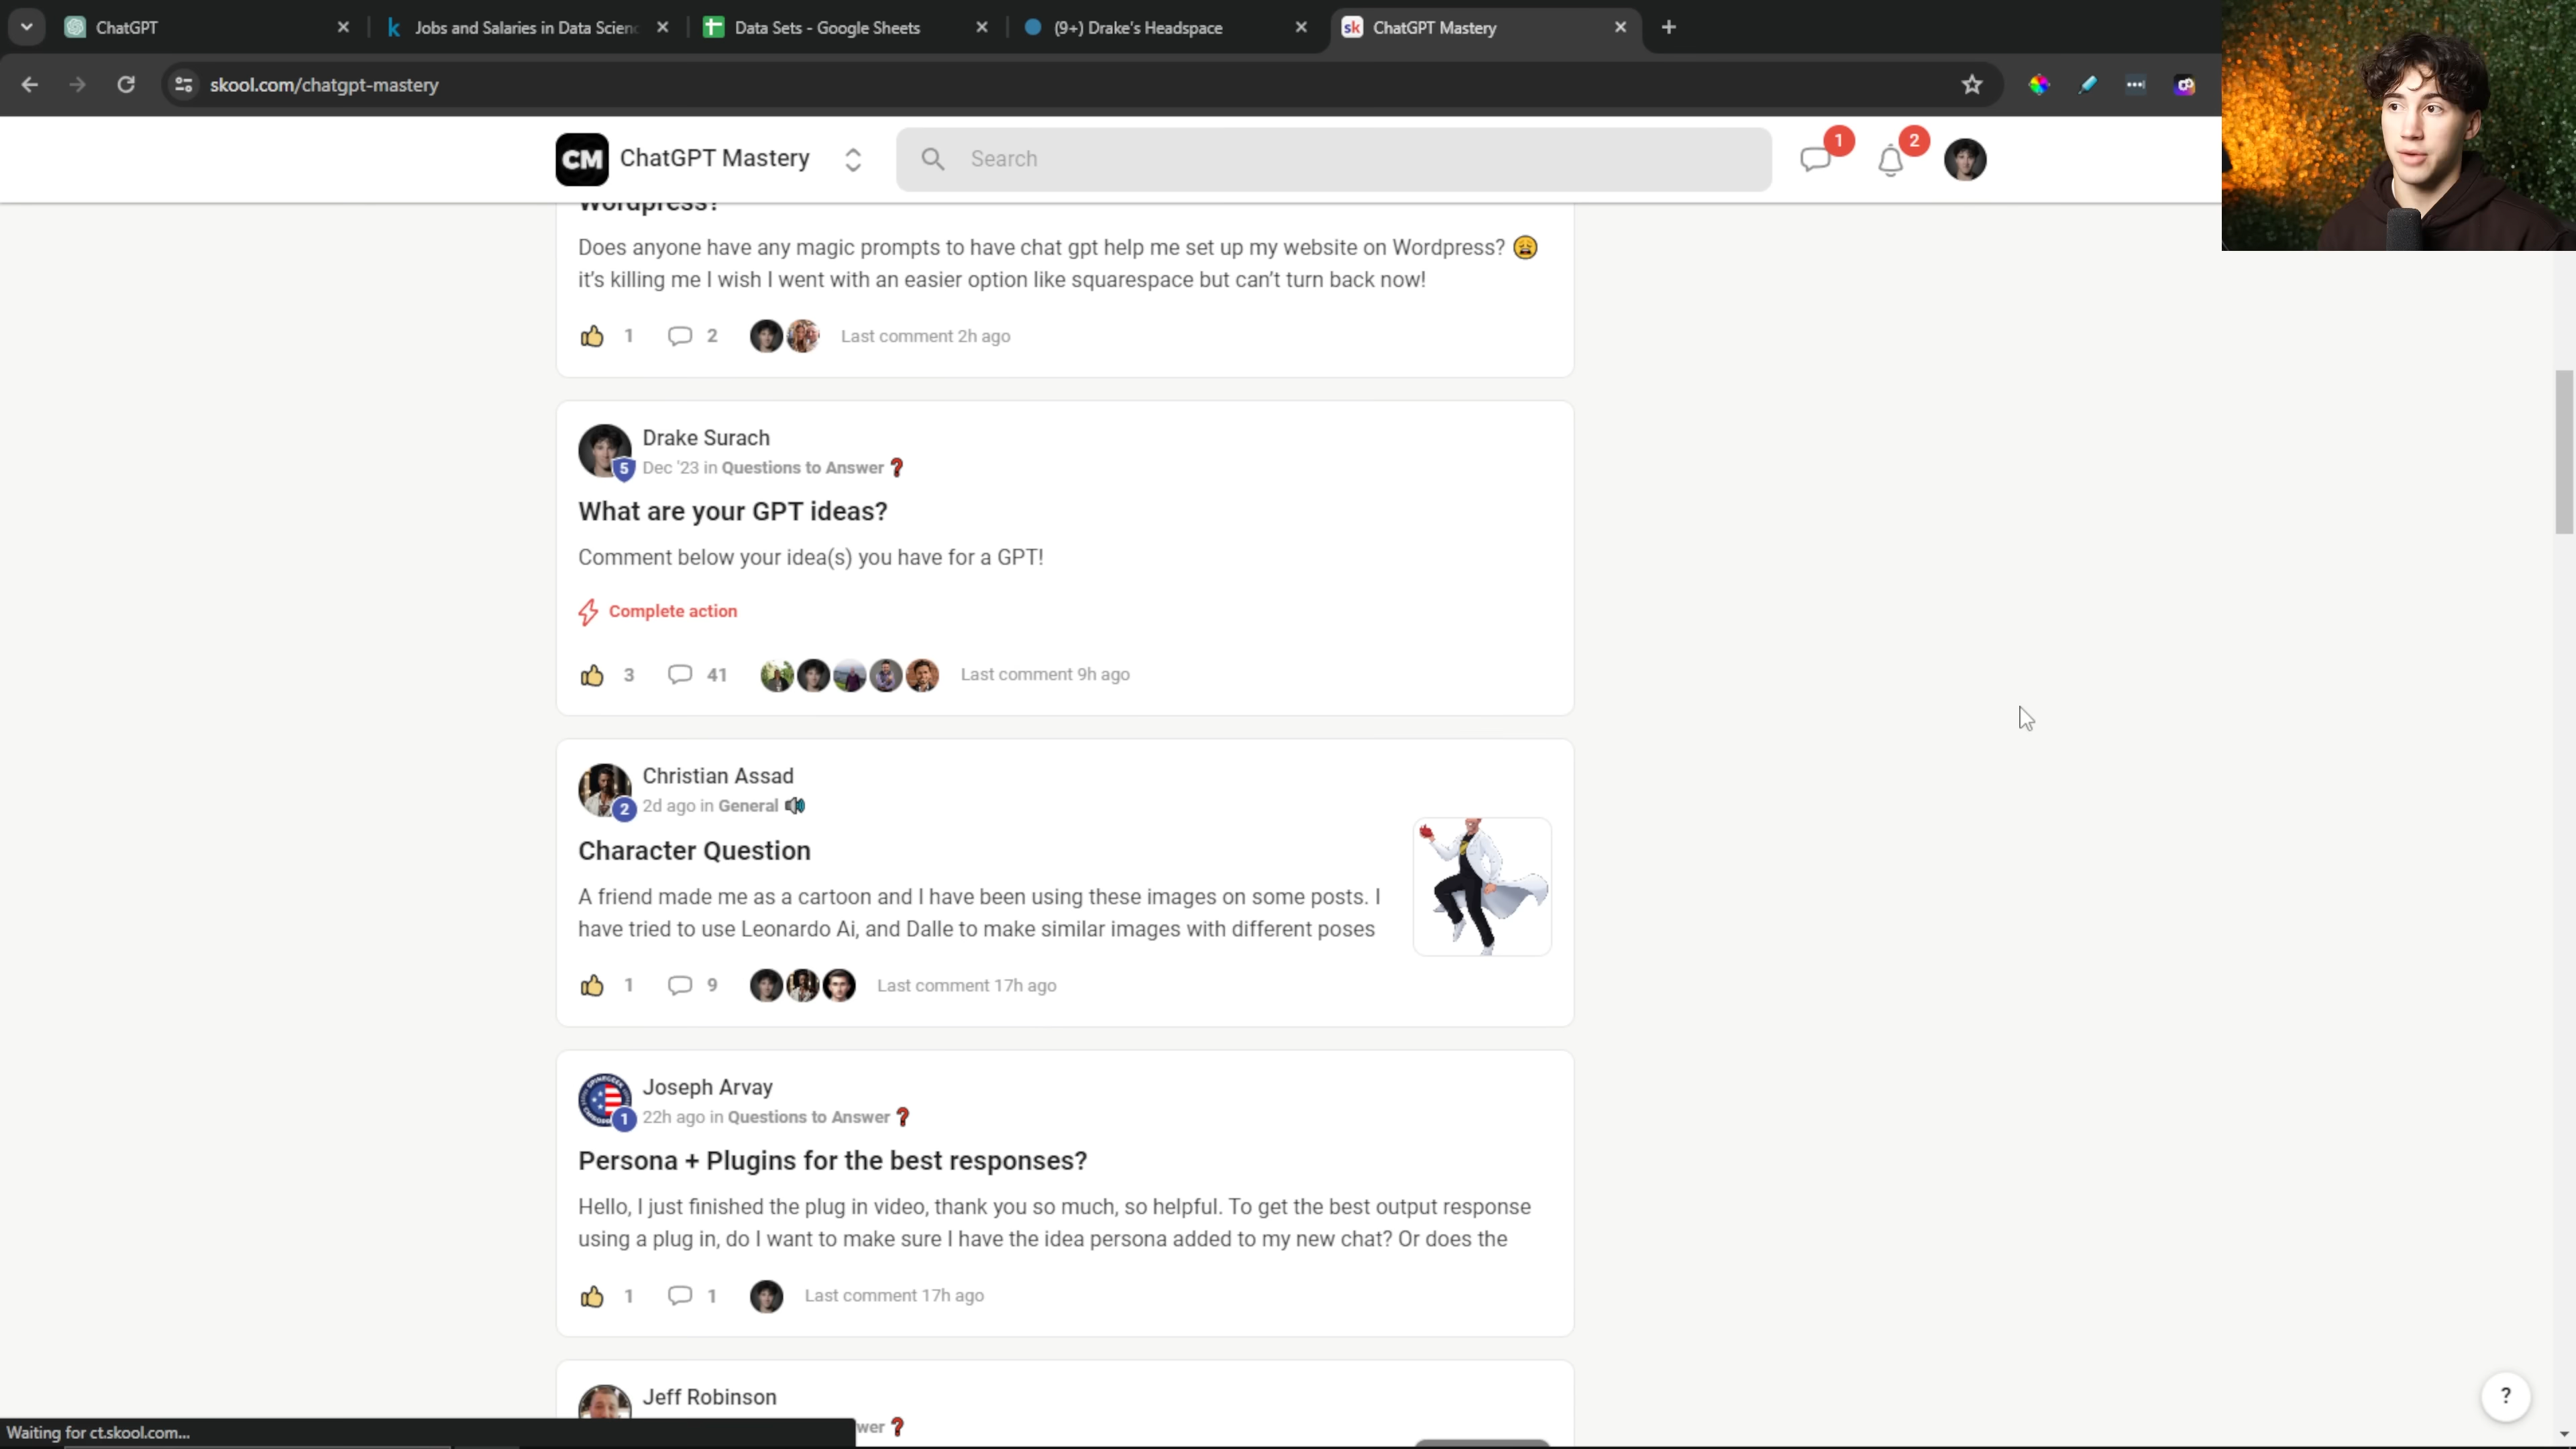 ChatGPT
Jobs and Salaries in Data Scienc
Data Sets - Google Sheets
(9+) Drake's Headspace
sk ChatGPT Mastery
skool.com/chatgpt-mastery
CM ChatGPT Mastery
Search
1
2
Wordpress?
Does anyone have any magic prompts to have chat gpt help me set up my website on Wordpress? 😩
it's killing me I wish I went with an easier option like squarespace but can't turn back now!
1 2 Last comment 2h ago
Drake Surach
5 Dec '23 in Questions to Answer ❓
What are your GPT ideas?
Comment below your idea(s) you have for a GPT!
Complete action
3 41 Last comment 9h ago
Christian Assad
2 2d ago in General 🔊
Character Question
A friend made me as a cartoon and I have been using these images on some posts. I
have tried to use Leonardo Ai, and Dalle to make similar images with different poses
1 9 Last comment 17h ago
Joseph Arvay
1 22h ago in Questions to Answer ❓
Persona + Plugins for the best responses?
Hello, I just finished the plug in video, thank you so much, so helpful. To get the best output response
using a plug in, do I want to make sure I have the idea persona added to my new chat? Or does the
1 1 Last comment 17h ago
Jeff Robinson
wer ❓
?
Waiting for ct.skool.com...